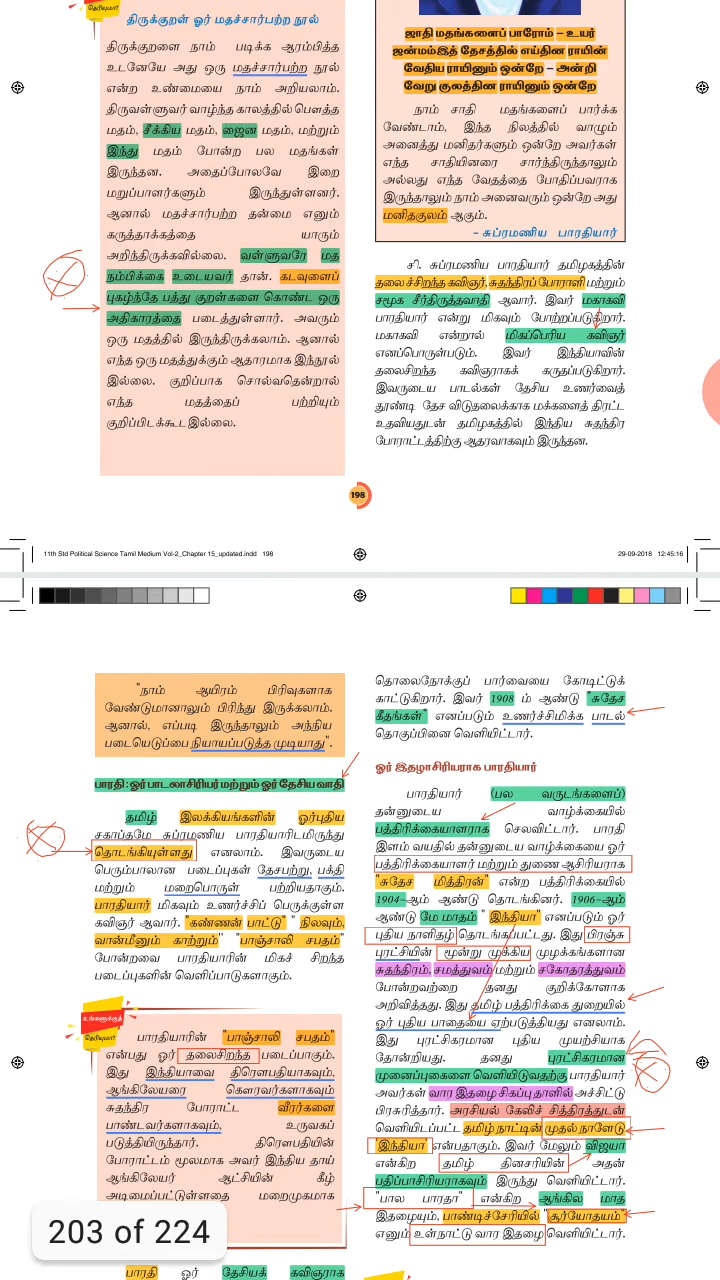 தெரியுமா?
திருக்குறள் ஓர் மதச்சார்பற்ற நூல்
திருக்குறளை நாம் படிக்க ஆரம்பித்த
உடனேயே அது ஒரு மதச்சார்பற்ற நூல்
என்ற உண்மையை நாம் அறியலாம்.
திருவள்ளுவர் வாழ்ந்த காலத்தில் பௌத்த
மதம், சீக்கிய மதம், ஜைன மதம், மற்றும்
இந்து மதம் போன்ற பல மதங்கள்
இருந்தன. அதைப்போலவே இறை
மறுப்பாளர்களும் இருந்துள்ளனர்.
ஆனால் மதச்சார்பற்ற தன்மை எனும்
கருத்தாக்கத்தை யாரும்
அறிந்திருக்கவில்லை. வள்ளுவரே மத
நம்பிக்கை உடையவர் தான். கடவுளைப்
புகழ்ந்தே பத்து குறள்களை கொண்ட ஒரு
அதிகாரத்தை படைத்துள்ளார். அவரும்
ஒரு மதத்தில் இருந்திருக்கலாம். ஆனால்
எந்த ஒரு மதத்துக்கும் ஆதாரமாக இந்நூல்
இல்லை. குறிப்பாக சொல்வதென்றால்
எந்த மதத்தைப் பற்றியும்
குறிப்பிடக்கூடஇல்லை.
ஜாதி மதங்களைப் பாரோம் – உயர்
ஜன்மம்இத் தேசத்தில் எய்தின ராயின்
வேதிய ராயினும் ஒன்றே – அன்றி
வேறு குலத்தின ராயினும் ஒன்றே
நாம் சாதி மதங்களைப் பார்க்க
வேண்டாம், இந்த நிலத்தில் வாழும்
அனைத்து மனிதர்களும் ஒன்றே அவர்கள்
எந்த சாதியினரை சார்ந்திருந்தாலும்
அல்லது எந்த வேதத்தை போதிப்பவராக
இருந்தாலும் நாம் அனைவரும் ஒன்றே அது
மனிதகுலம் ஆகும்.
– சுப்ரமணிய பாரதியார்
சி. சுப்ரமணிய பாரதியார் தமிழகத்தின்
தலைச்சிறந்த கவிஞர், சுதந்திரப் போராளி மற்றும்
சமூக சீர்திருத்தவாதி ஆவார். இவர் மகாகவி
பாரதியார் என்று மிகவும் போற்றப்படுகிறார்.
மகாகவி என்றால் மிகப்பெரிய கவிஞர்
எனப்பொருள்படும். இவர் இந்தியாவின்
தலைசிறந்த கவிஞராகக் கருதப்படுகிறார்.
இவருடைய பாடல்கள் தேசிய உணர்வைத்
தூண்டி தேச விடுதலைக்காக மக்களைத் திரட்ட
உதவியதுடன் தமிழகத்தில் இந்திய சுதந்திர
போராட்டத்திற்கு ஆதரவாகவும் இருந்தன.
198
11th Std Political Science Tamil Medium Vol-2_Chapter 15_updated.indd 198
29-09-2018 12:45:16
"நாம் ஆயிரம் பிரிவுகளாக
வேண்டுமானாலும் பிரிந்து இருக்கலாம்.
ஆனால், எப்படி இருந்தாலும் அந்நிய
படையெடுப்பை நியாயப்படுத்த முடியாது".
பாரதி : ஓர் பாடலாசிரியர் மற்றும் ஓர் தேசியவாதி
தமிழ் இலக்கியங்களின் ஓர்புதிய
சகாப்தமே சுப்ரமணிய பாரதியாரிடமிருந்து
தொடங்கியுள்ளது எனலாம். இவருடைய
பெரும்பாலான படைப்புகள் தேசபற்று, பக்தி
மற்றும் மறைபொருள் பற்றியதாகும்.
பாரதியார் மிகவும் உணர்ச்சிப் பெருக்குள்ள
கவிஞர் ஆவார். "கண்ணன் பாட்டு" " நிலவும்,
வான்மீனும் காற்றும்" "பாஞ்சாலி சபதம்"
போன்றவை பாரதியாரின் மிகச் சிறந்த
படைப்புகளின் வெளிப்பாடுகளாகும்.
உங்களுக்குத்
தெரியுமா?
பாரதியாரின் "பாஞ்சாலி சபதம்"
என்பது ஓர் தலைசிறந்த படைப்பாகும்.
இது இந்தியாவை திரௌபதியாகவும்,
ஆங்கிலேயரை கௌரவர்களாகவும்
சுதந்திர போராட்ட வீரர்களை
பாண்டவர்களாகவும், உருவகப்
படுத்தியிருந்தார். திரௌபதியின்
போராட்டம் மூலமாக அவர் இந்திய தாய்
ஆங்கிலேயர் ஆட்சியின் கீழ்
அடிமைப்பட்டுள்ளதை மறைமுகமாக
203 of 224
பாரதி ஓர் தேசியக் கவிஞராக
தொலைநோக்குப் பார்வையை கோடிட்டுக்
காட்டுகிறார். இவர் 1908 ம் ஆண்டு "சுதேச
கீதங்கள்" எனப்படும் உணர்ச்சிமிக்க பாடல்
தொகுப்பினை வெளியிட்டார்.
ஓர் இதழாசிரியராக பாரதியார்
பாரதியார் (பல வருடங்களைப்)
தன்னுடைய வாழ்க்கையில்
பத்திரிக்கையாளராக செலவிட்டார். பாரதி
இளம் வயதில் தன்னுடைய வாழ்க்கையை ஓர்
பத்திரிக்கையாளர் மற்றும் துணை ஆசிரியராக
"சுதேச மித்திரன்" என்ற பத்திரிக்கையில்
1904–ஆம் ஆண்டு தொடங்கினர். 1906–ஆம்
ஆண்டு மே மாதம் " இந்தியா" எனப்படும் ஓர்
புதிய நாளிதழ் தொடங்கப்பட்டது. இது பிரஞ்சு
புரட்சியின் மூன்று முக்கிய முழக்கங்களான
சுதந்திரம், சமத்துவம் மற்றும் சகோதரத்துவம்
போன்றவற்றை தனது குறிக்கோளாக
அறிவித்தது. இது தமிழ் பத்திரிக்கை துறையில்
ஓர் புதிய பாதையை ஏற்படுத்தியது எனலாம்.
இது புரட்சிகரமான புதிய முயற்சியாக
தோன்றியது. தனது புரட்சிகரமான
முனைப்புகளை வெளியிடுவதற்கு பாரதியார்
அவர்கள் வார இதழை சிகப்பு தாளில் அச்சிட்டு
பிரசுரித்தார். அரசியல் கேலிச் சித்திரத்துடன்
வெளியிடப்பட்ட தமிழ் நாட்டின் முதல் நாளேடு
"இந்தியா" என்பதாகும். இவர் மேலும் விஜயா
என்கிற தமிழ் தினசரியின் அதன்
பதிப்பாசிரியராகவும் இருந்து வெளியிட்டு
"பால பாரதா" என்கிற ஆங்கில மாத
இதழையும், பாண்டிச்சேரியில் "சூர்யோதயம்"
எனும் உள்நாட்டு வார இதழை வெளியிட்டார்.